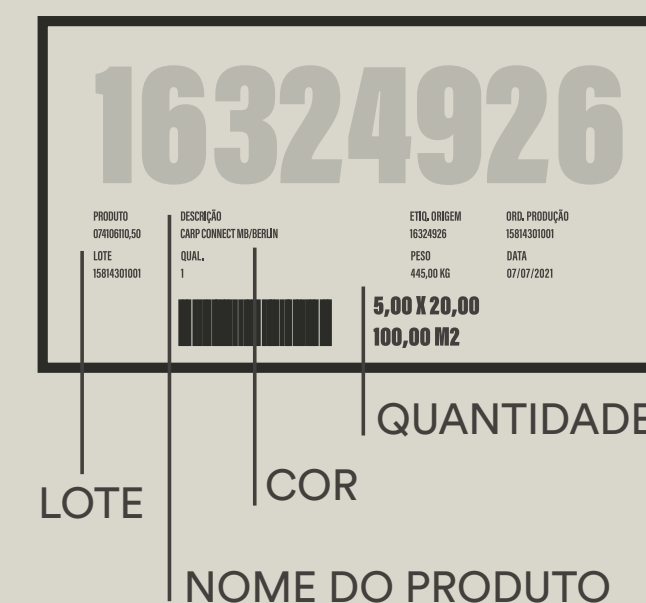 16324926
PRODUTO DESCRIÇÃO ETIQ. ORIGEM ORD. PRODUÇÃO
074106110,50 CARP CONNECT MB/BERLIN 16324926 15814301001
LOTE QUAL. PESO DATA
15814301001 1 445,00 KG 07/07/2021
5,00 X 20,00
100,00 M2
QUANTIDADE
COR
LOTE
NOME DO PRODUTO